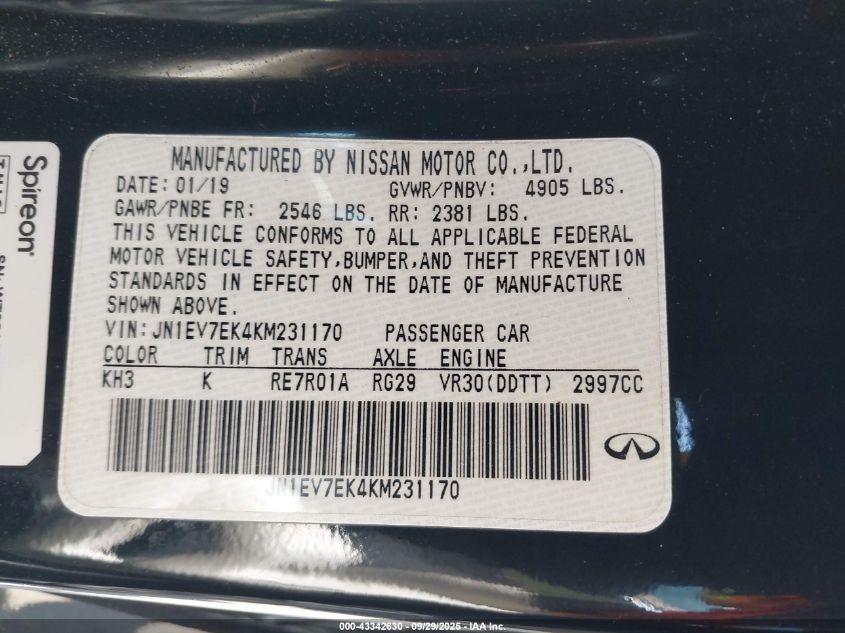 MANUFACTURED BY NISSAN MOTOR CO.,LTD.
DATE: 01/19 GVWR/PNBV: 4905 LBS.
GAWR/PNBE FR: 2546 LBS. RR: 2381 LBS.
THIS VEHICLE CONFORMS TO ALL APPLICABLE FEDERAL
MOTOR VEHICLE SAFETY,BUMPER,AND THEFT PREVENTION
STANDARDS IN EFFECT ON THE DATE OF MANUFACTURE
SHOWN ABOVE.
VIN: JN1EV7EK4KM231170 PASSENGER CAR
COLOR TRIM TRANS AXLE ENGINE
KH3 K RE7R01A RG29 VR30(DDTT) 2997CC
JN1EV7EK4KM231170
Spireon
000-43342630 - 09/29/2025 - IAA Inc.